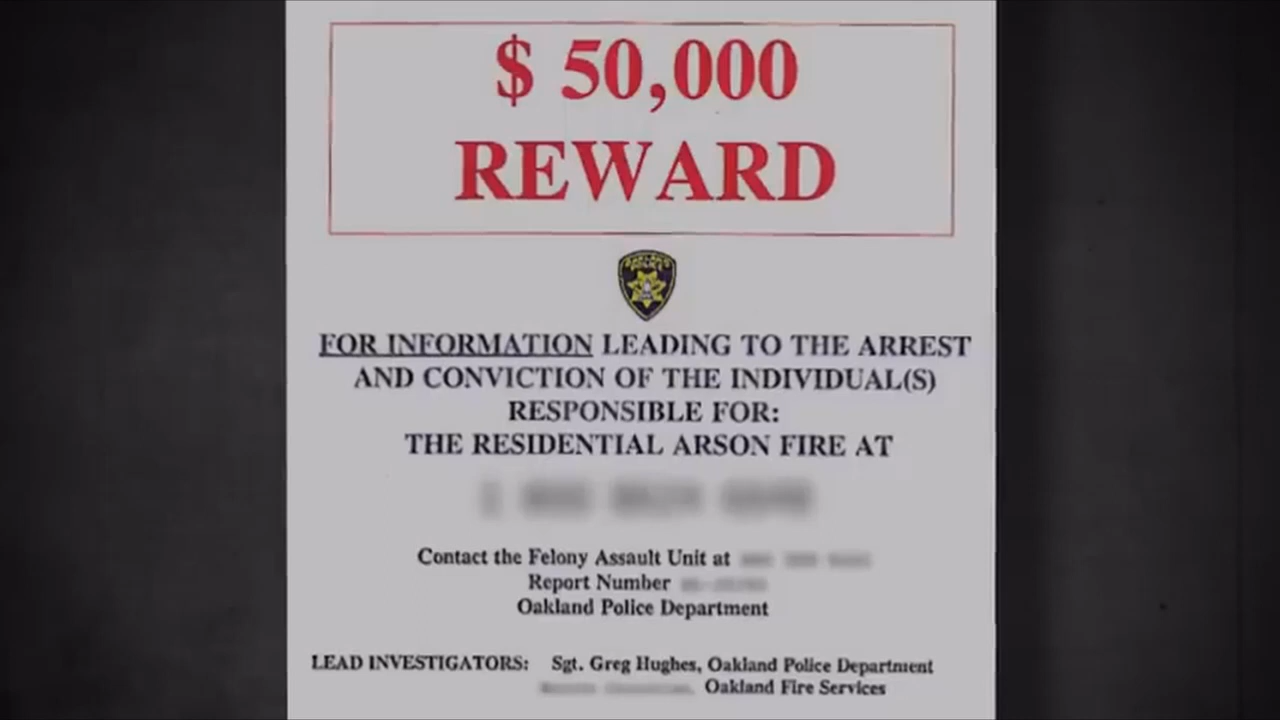 $ 50,000
REWARD
OAKLAND
POLICE
FOR INFORMATION LEADING TO THE ARREST
AND CONVICTION OF THE INDIVIDUAL(S)
RESPONSIBLE FOR:
THE RESIDENTIAL ARSON FIRE AT
Contact the Felony Assault Unit at
Report Number
Oakland Police Department
LEAD INVESTIGATORS: Sgt. Greg Hughes, Oakland Police Department
Oakland Fire Services